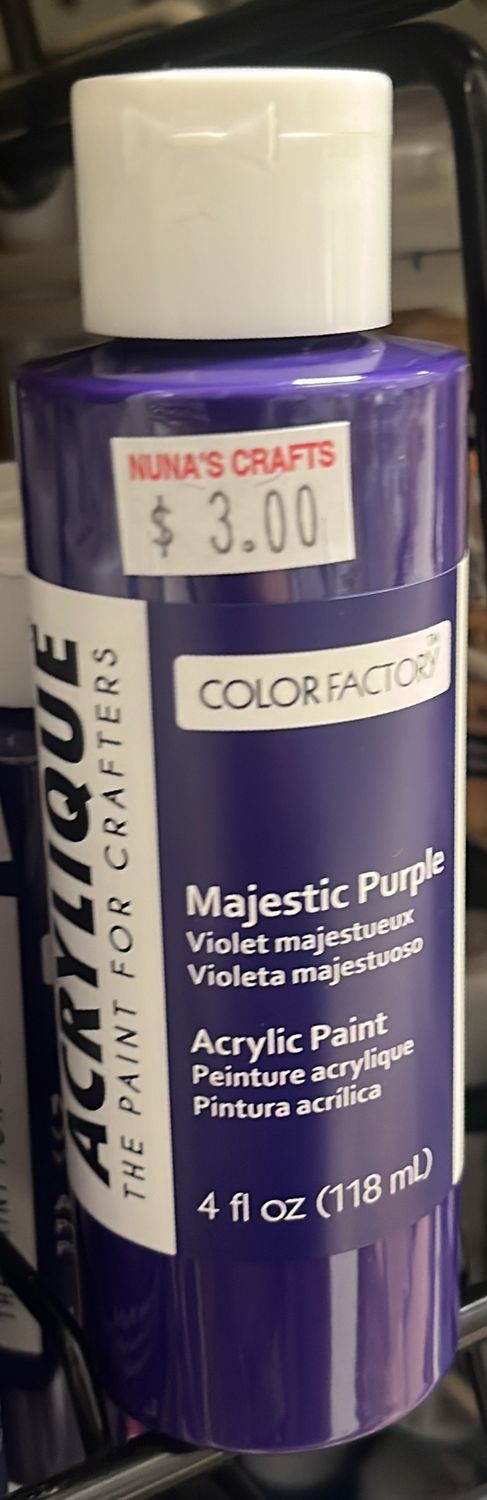 NUNA'S CRAFTS
$ 3.00
ACRYLIQUE
THE PAINT FOR CRAFTERS
COLOR FACTORY™
Majestic Purple
Violet majestueux
Violeta majestuoso
Acrylic Paint
Peinture acrylique
Pintura acrílica
4 fl oz (118 mL)